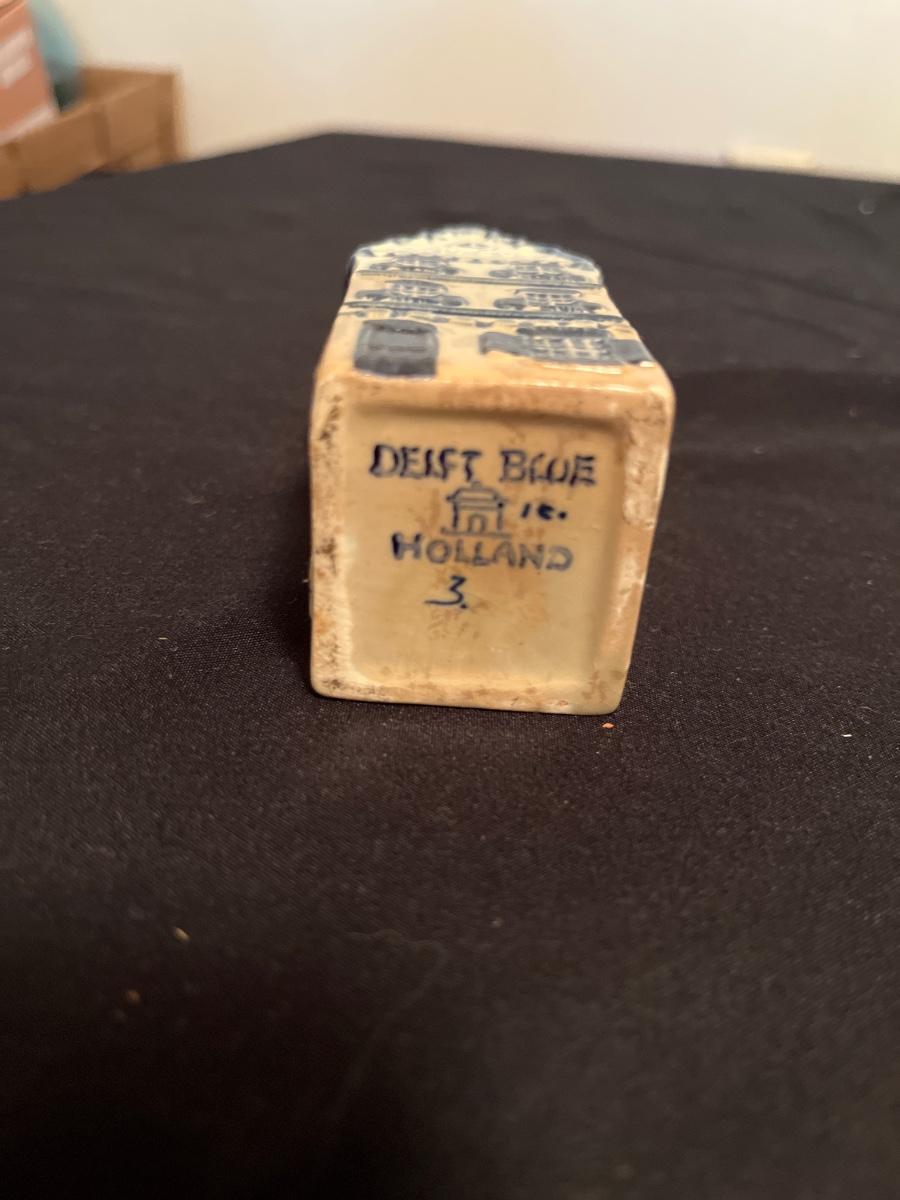 DELFT BLUE
HOLLAND
3.